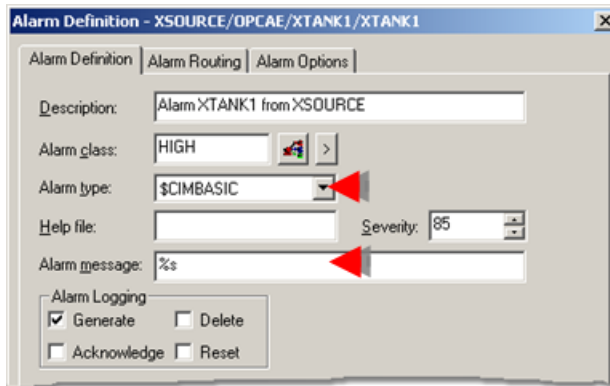 Alarm Definition - XSOURCE/OPCAE/XTANK1/XTANK1
Alarm Definition Alarm Routing Alarm Options
Description: Alarm XTANK1 from XSOURCE
Alarm class: HIGH >
Alarm type: $CIMBASIC
Help file: Severity: 85
Alarm message: %s
Alarm Logging
Generate Delete
Acknowledge Reset